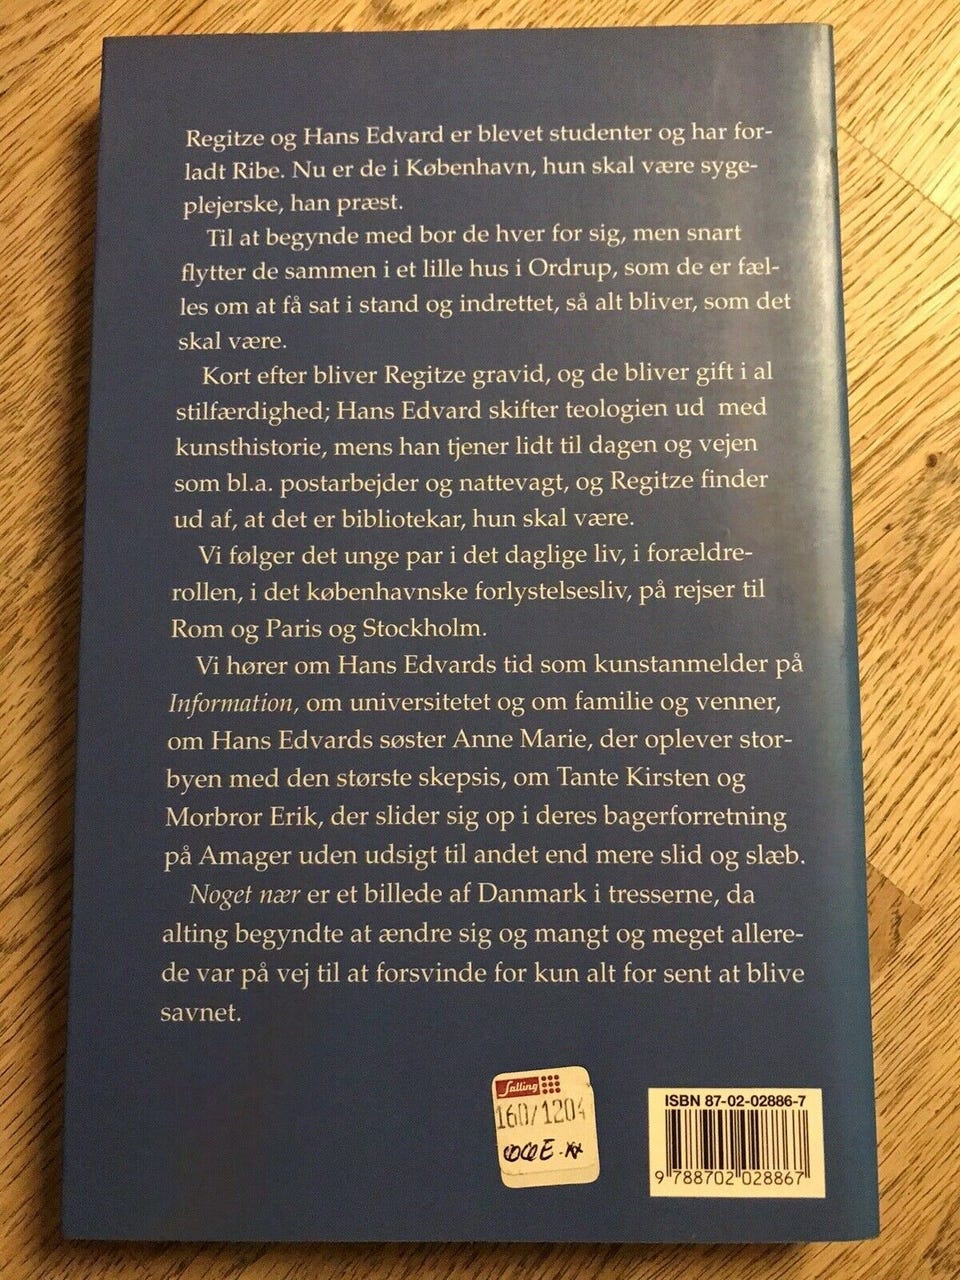 Regitze og Hans Edvard er blevet studenter og har for-
ladt Ribe. Nu er de i København, hun skal være syge-
plejerske, han præst.
Til at begynde med bor de hver for sig, men snart
flytter de sammen i et lille hus i Ordrup, som de er fæl-
les om at få sat i stand og indrettet, så alt bliver, som det
skal være.
Kort efter bliver Regitze gravid, og de bliver gift i al
stilfærdighed; Hans Edvard skifter teologien ud med
kunsthistorie, mens han tjener lidt til dagen og vejen
som bl.a. postarbejder og nattevagt, og Regitze finder
ud af, at det er bibliotekar, hun skal være.
Vi følger det unge par i det daglige liv, i forældre-
rollen, i det københavnske forlystelsesliv, på rejser til
Rom og Paris og Stockholm.
Vi hører om Hans Edvards tid som kunstanmelder på
Information, om universitetet og om familie og venner,
om Hans Edvards søster Anne Marie, der oplever stor-
byen med den største skepsis, om Tante Kirsten og
Morbror Erik, der slider sig op i deres bagerforretning
på Amager uden udsigt til andet end mere slid og slæb.
Noget nær er et billede af Danmark i tresserne, da
alting begyndte at ændre sig og mangt og meget allere-
de var på vej til at forsvinde for kun alt for sent at blive
savnet.
Salling
160/1204
ISBN 87-02-02886-7
9 788702 028867